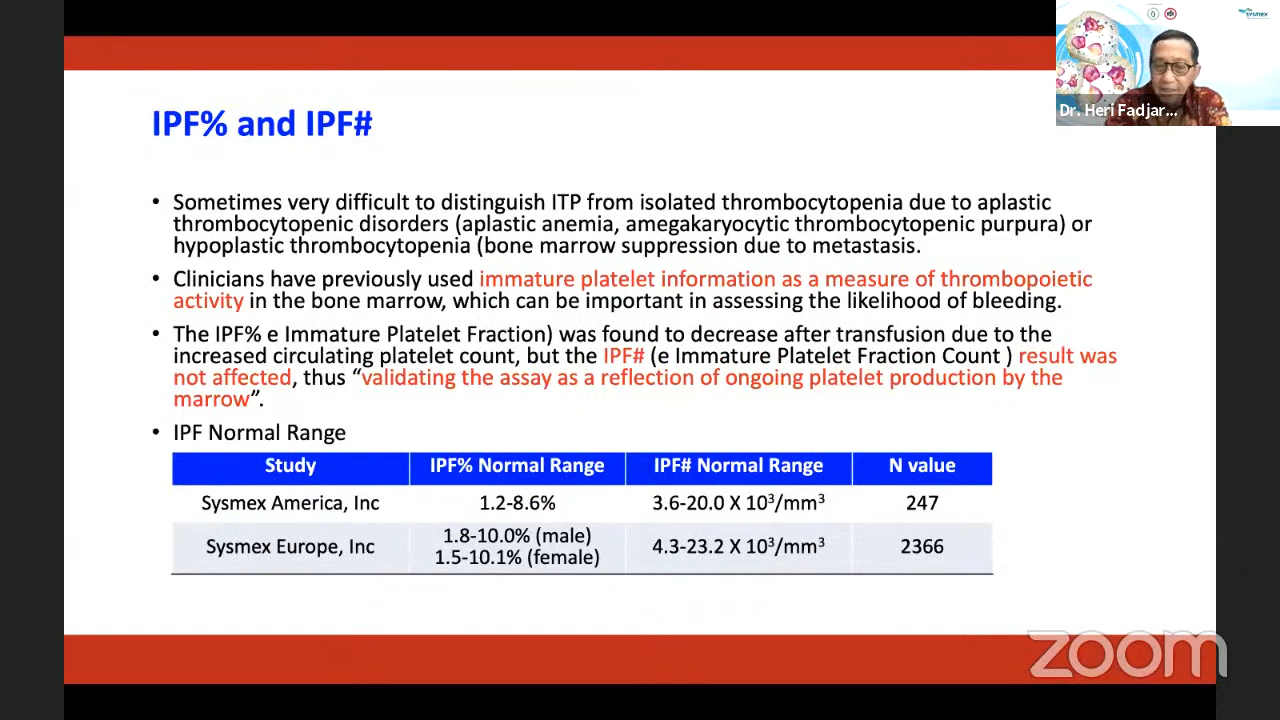 sysmex
Dr. Heri Fadjar...
IPF% and IPF#
• Sometimes very difficult to distinguish ITP from isolated thrombocytopenia due to aplastic
thrombocytopenic disorders (aplastic anemia, amegakaryocytic thrombocytopenic purpura) or
hypoplastic thrombocytopenia (bone marrow suppression due to metastasis.
• Clinicians have previously used immature platelet information as a measure of thrombopoietic
activity in the bone marrow, which can be important in assessing the likelihood of bleeding.
• The IPF% e Immature Platelet Fraction) was found to decrease after transfusion due to the
increased circulating platelet count, but the IPF# (e Immature Platelet Fraction Count ) result was
not affected, thus “validating the assay as a reflection of ongoing platelet production by the
marrow”.
• IPF Normal Range
Study IPF% Normal Range IPF# Normal Range N value
Sysmex America, Inc 1.2-8.6% 3.6-20.0 X 10³/mm³ 247
Sysmex Europe, Inc 1.8-10.0% (male) 4.3-23.2 X 10³/mm³ 2366
1.5-10.1% (female)
zoom